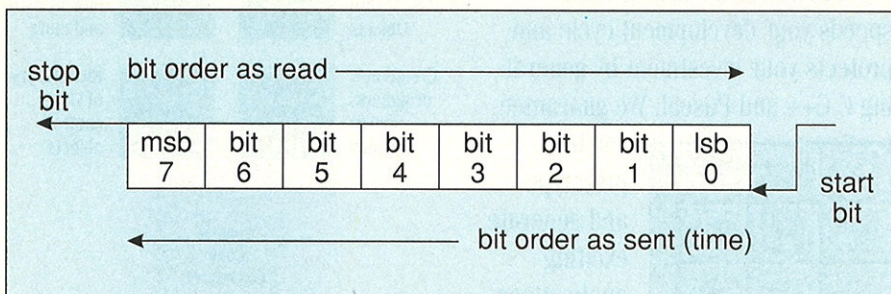 stop
bit
bit order as read
msb
7
bit
6
bit
5
bit
4
bit
3
bit
2
bit
1
lsb
0
start
bit
bit order as sent (time)